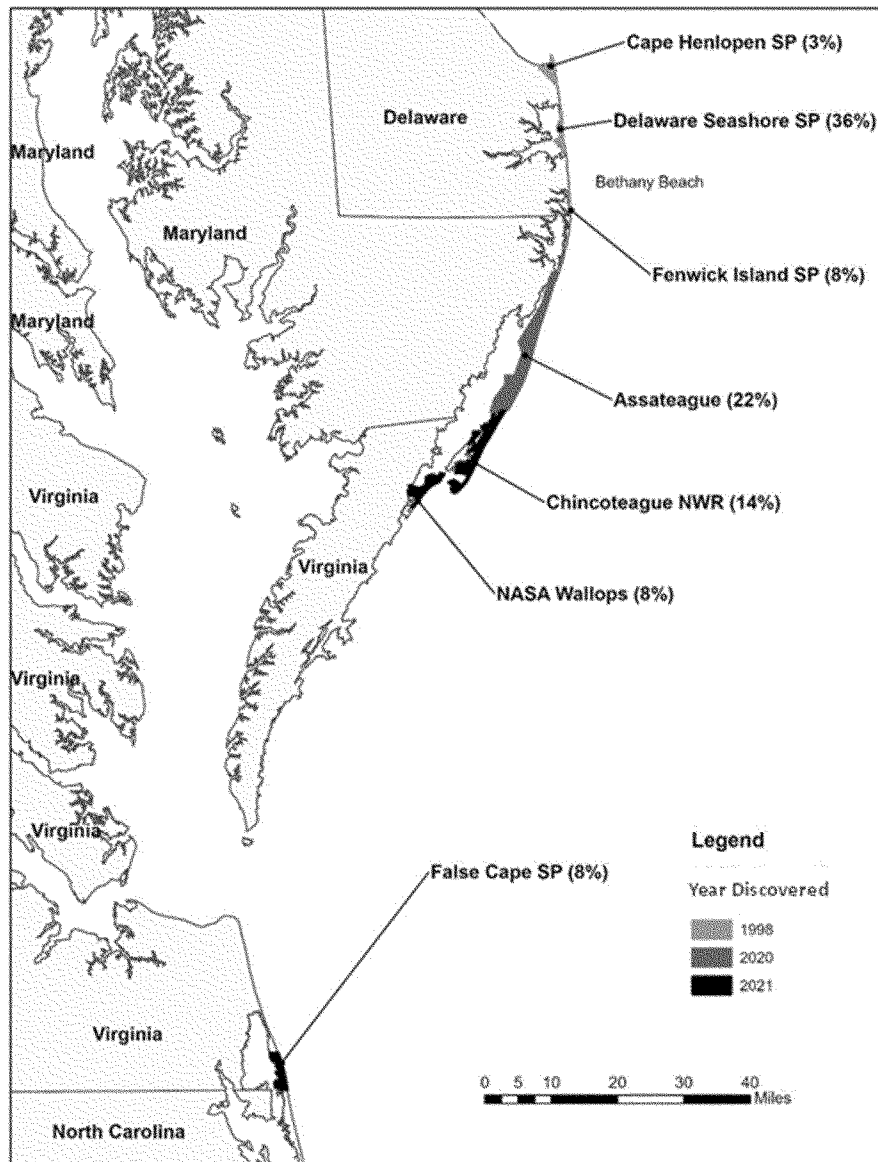 Cape Henlopen SP (3%)
Delaware
Delaware Seashore SP (36%)
Maryland
Bethany Beach
Maryland
Fenwick Island SP (8%)
Maryland
Assateague (22%)
Virginia
Chincoteague NWR (14%)
Virginia
NASA Wallops (8%)
Virginia
Virginia
Legend
False Cape SP (8%)
Year Discovered
1998
2020
2021
Virginia
0 5 10 20 30 40
Miles
North Carolina